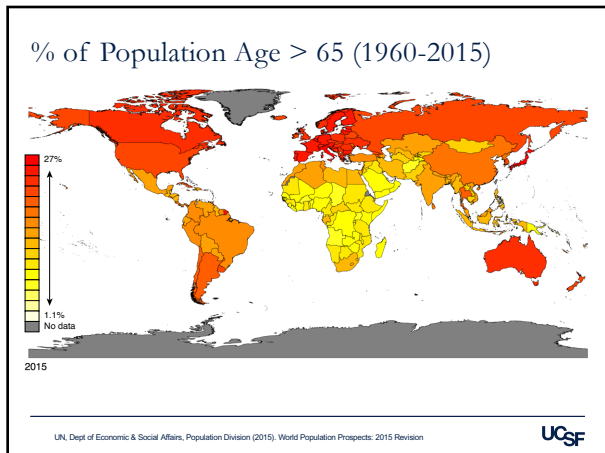 % of Population Age > 65 (1960-2015)
27%
1.1%
No data
2015
UN, Dept of Economic & Social Affairs, Population Division (2015). World Population Prospects: 2015 Revision
UCSF